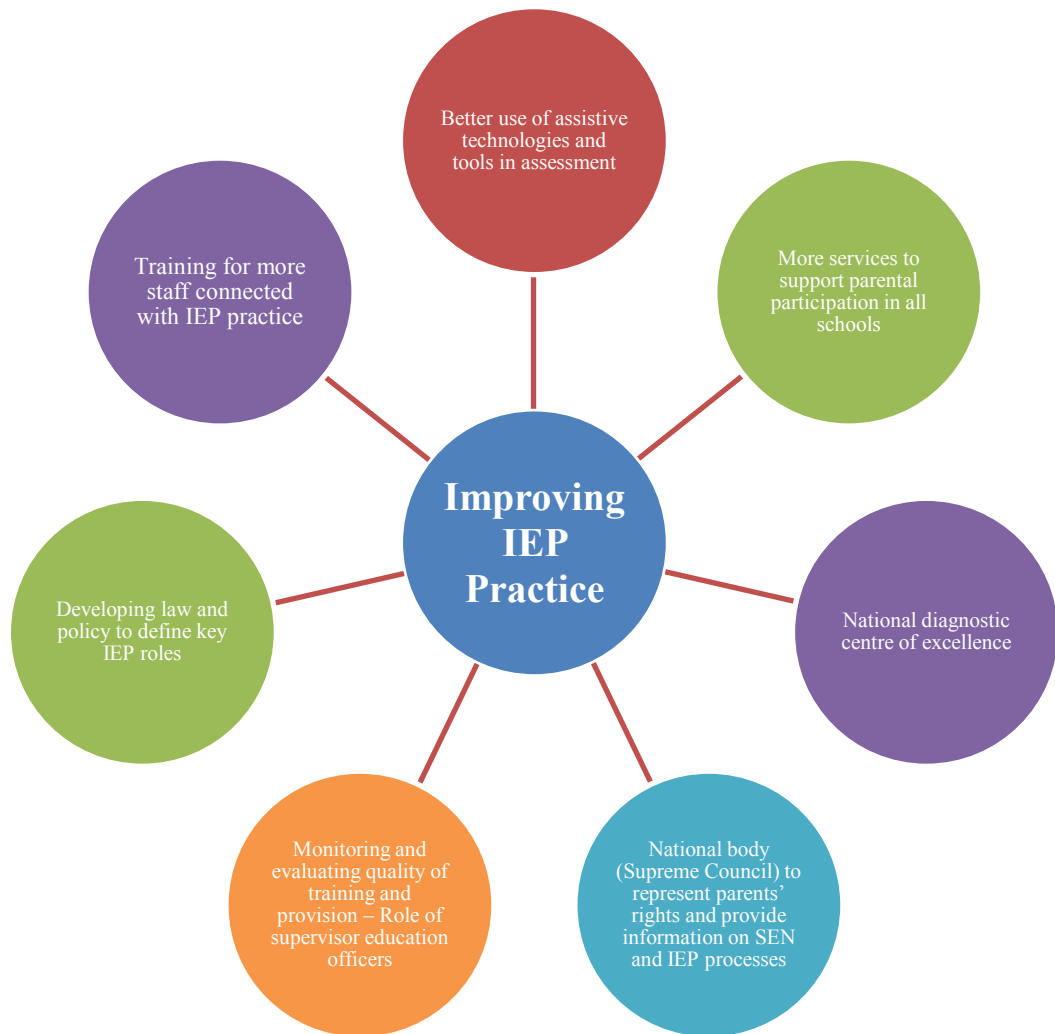 Better use of assistive
technologies and
tools in assessment
More services to
support parental
participation in all
schools
National diagnostic
centre of excellence
National body
(Supreme Council) to
represent parents’
rights and provide
information on SEN
and IEP processes
Monitoring and
evaluating quality of
training and
provision – Role of
supervisor education
officers
Developing law and
policy to define key
IEP roles
Training for more
staff connected
with IEP practice
Improving
IEP
Practice